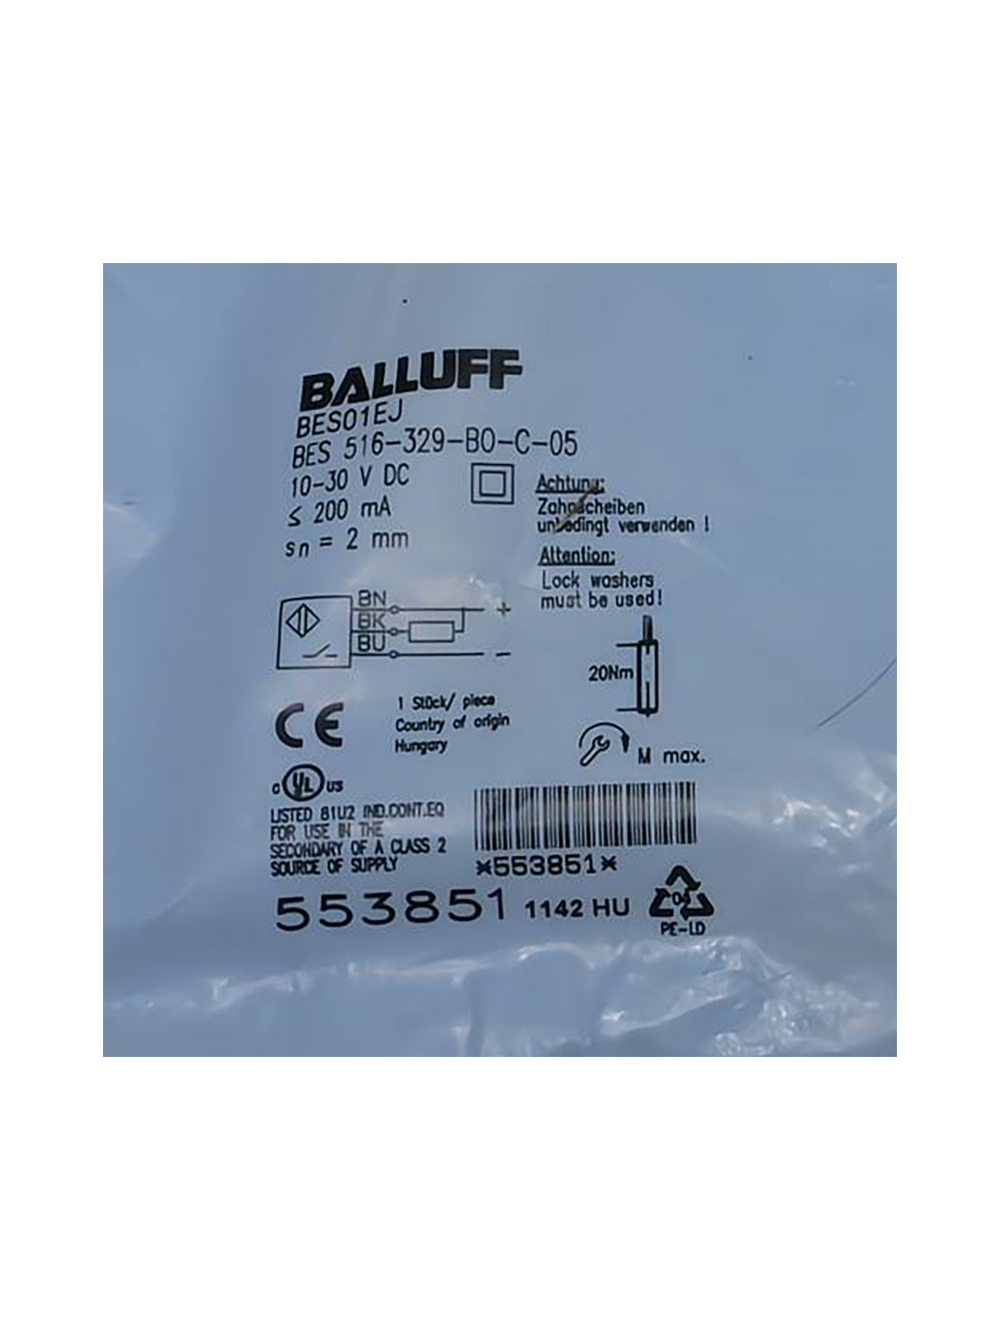 BALLUFF
BES01EJ
BES 516-329-BO-C-05
10-30 V DC
≤ 200 mA
sn = 2 mm
Achtung:
Zahnscheiben
unbedingt verwenden !
Attention:
Lock washers
must be used!
BN
BK
BU
+
−
20Nm
M max.
CE
1 Stück/ piece
Country of origin
Hungary
c UL US
LISTED 81U2 IND.CONT.EQ
FOR USE IN THE
SECONDARY OF A CLASS 2
SOURCE OF SUPPLY
*553851*
553851 1142 HU
04
PE-LD